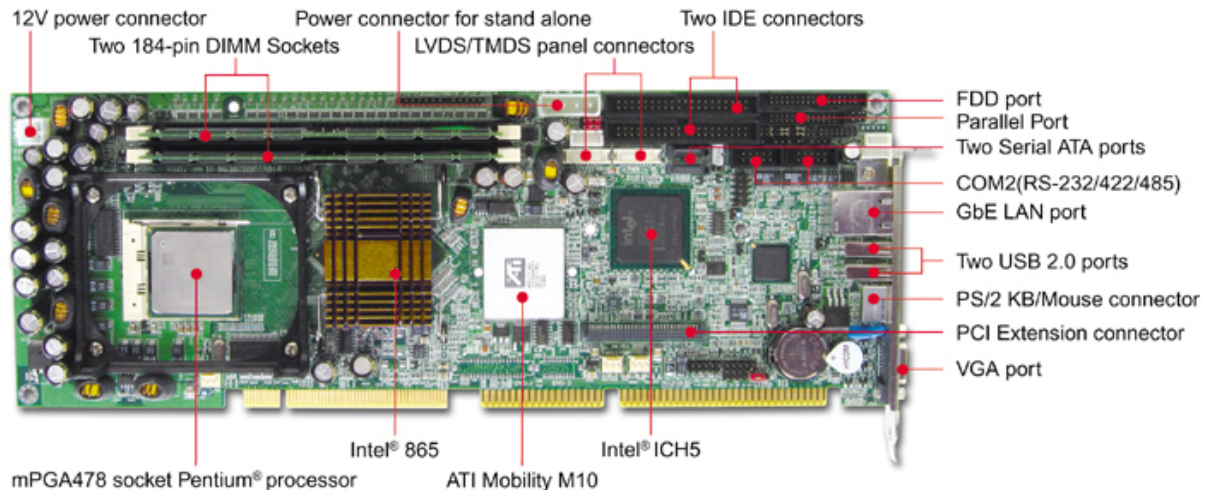 12V power connector
Power connector for stand alone
Two IDE connectors
Two 184-pin DIMM Sockets
LVDS/TMDS panel connectors
FDD port
Parallel Port
Two Serial ATA ports
COM2(RS-232/422/485)
GbE LAN port
Two USB 2.0 ports
PS/2 KB/Mouse connector
PCI Extension connector
VGA port
intel
ATI
Intel® 865
Intel® ICH5
mPGA478 socket Pentium® processor
ATI Mobility M10